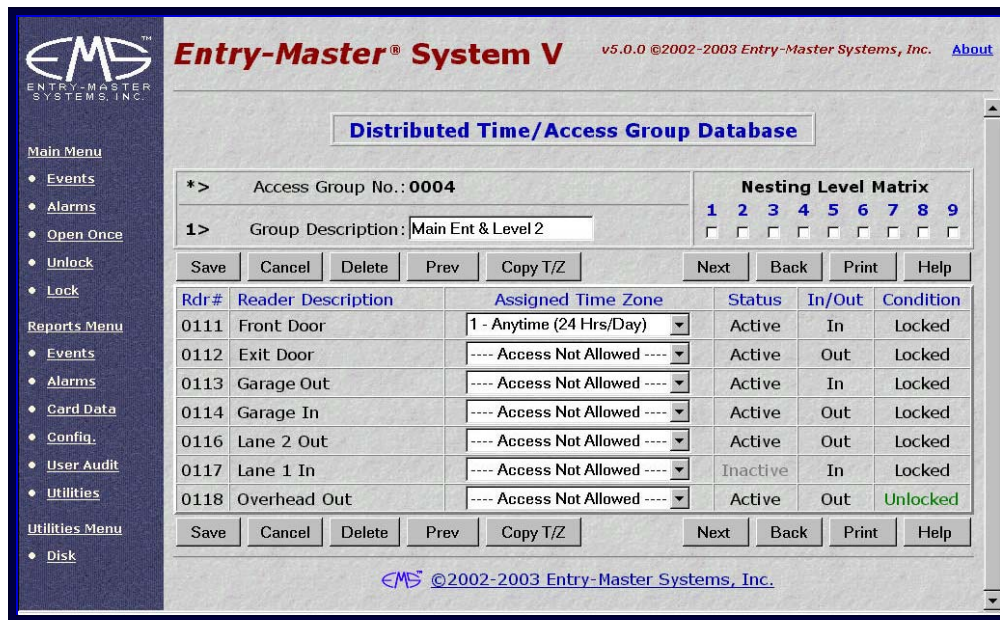 EMS™
ENTRY-MASTER
SYSTEMS, INC.
Entry-Master® System V v5.0.0 ©2002-2003 Entry-Master Systems, Inc. About
Main Menu
• Events
• Alarms
• Open Once
• Unlock
• Lock
Reports Menu
• Events
• Alarms
• Card Data
• Config.
• User Audit
• Utilities
Utilities Menu
• Disk
Distributed Time/Access Group Database
*> Access Group No.: 0004
1> Group Description: Main Ent & Level 2
Nesting Level Matrix
1 2 3 4 5 6 7 8 9
Save Cancel Delete Prev Copy T/Z Next Back Print Help
Rdr# Reader Description Assigned Time Zone Status In/Out Condition
0111 Front Door 1 - Anytime (24 Hrs/Day) Active In Locked
0112 Exit Door ---- Access Not Allowed ---- Active Out Locked
0113 Garage Out ---- Access Not Allowed ---- Active In Locked
0114 Garage In ---- Access Not Allowed ---- Active Out Locked
0116 Lane 2 Out ---- Access Not Allowed ---- Active Out Locked
0117 Lane 1 In ---- Access Not Allowed ---- Inactive In Locked
0118 Overhead Out ---- Access Not Allowed ---- Active Out Unlocked
Save Cancel Delete Prev Copy T/Z Next Back Print Help
EMS™ ©2002-2003 Entry-Master Systems, Inc.